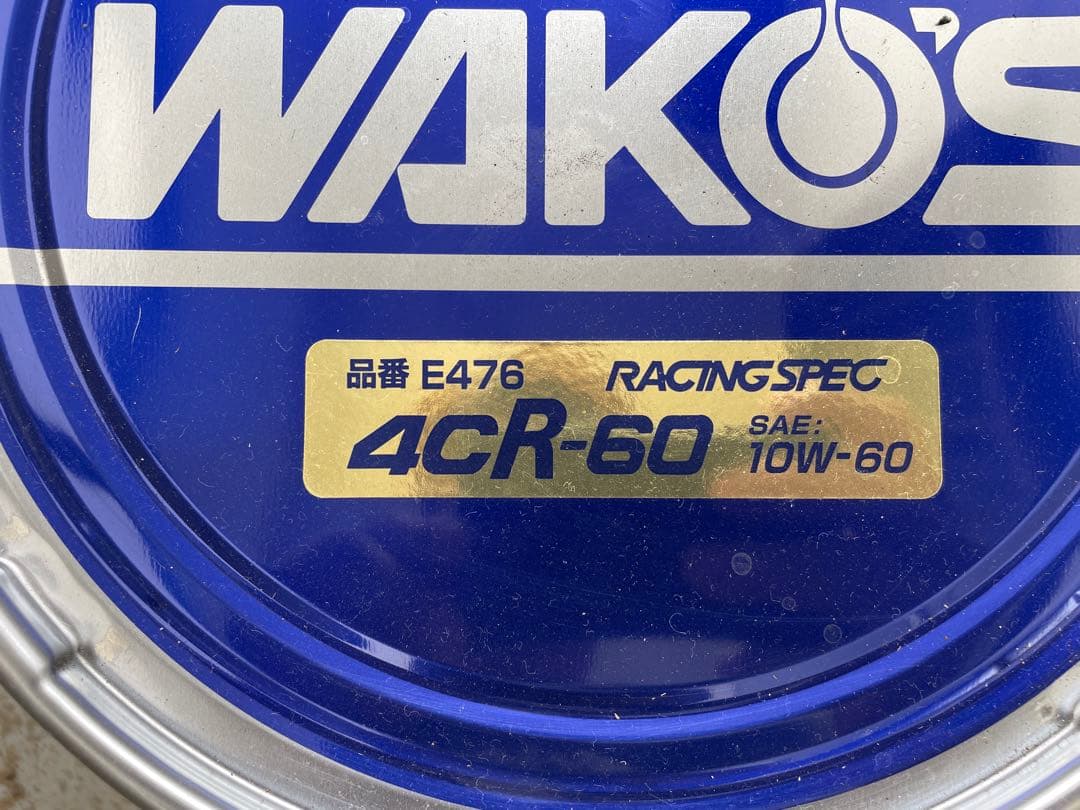 WAKO'S
品番 E476 RACING SPEC
4CR-60 SAE: 10W-60